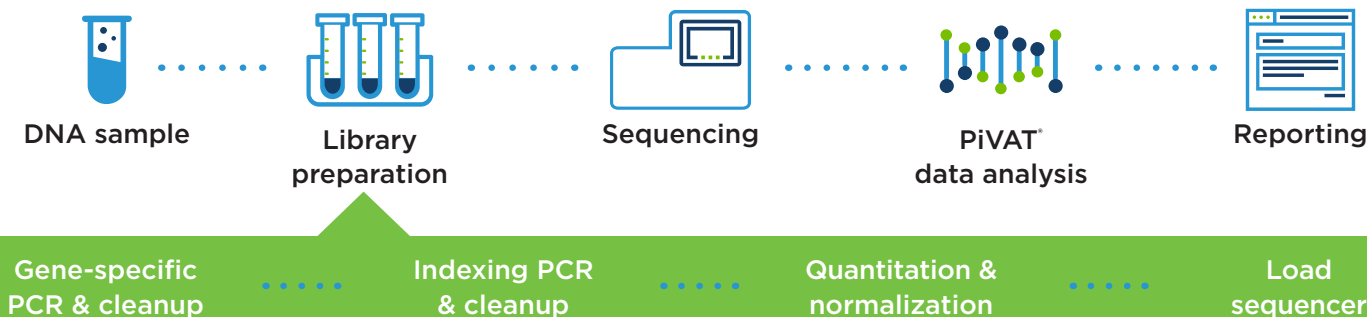 DNA sample
Library
preparation
Sequencing
PiVAT®
data analysis
Reporting
Gene-specific
PCR & cleanup
Indexing PCR
& cleanup
Quantitation &
normalization
Load
sequencer